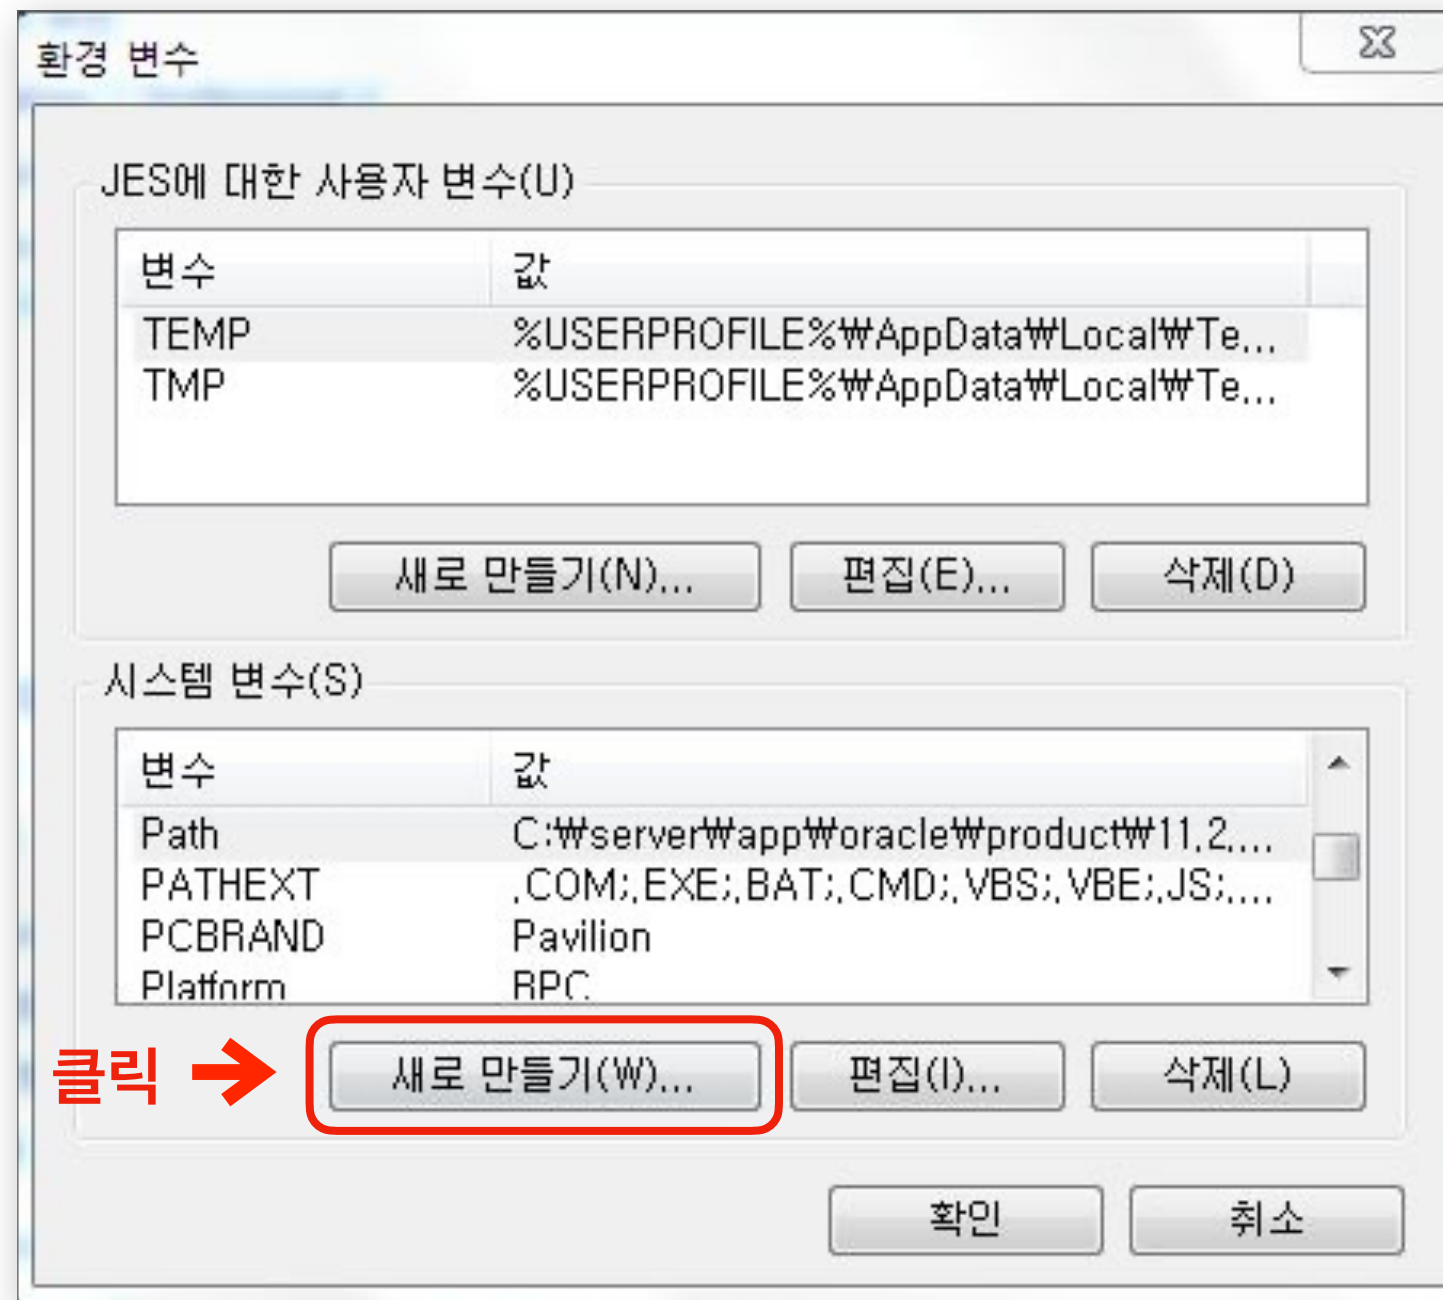 환경 변수
JES에 대한 사용자 변수(U)
변수 값
TEMP %USERPROFILE%₩AppData₩Local₩Te...
TMP %USERPROFILE%₩AppData₩Local₩Te...
새로 만들기(N)... 편집(E)... 삭제(D)
시스템 변수(S)
변수 값
Path C:₩server₩app₩oracle₩product₩11.2....
PATHEXT .COM;.EXE;.BAT;.CMD;.VBS;.VBE;.JS;....
PCBRAND Pavilion
Platform BPC
클릭 새로 만들기(W)... 편집(I)... 삭제(L)
확인 취소